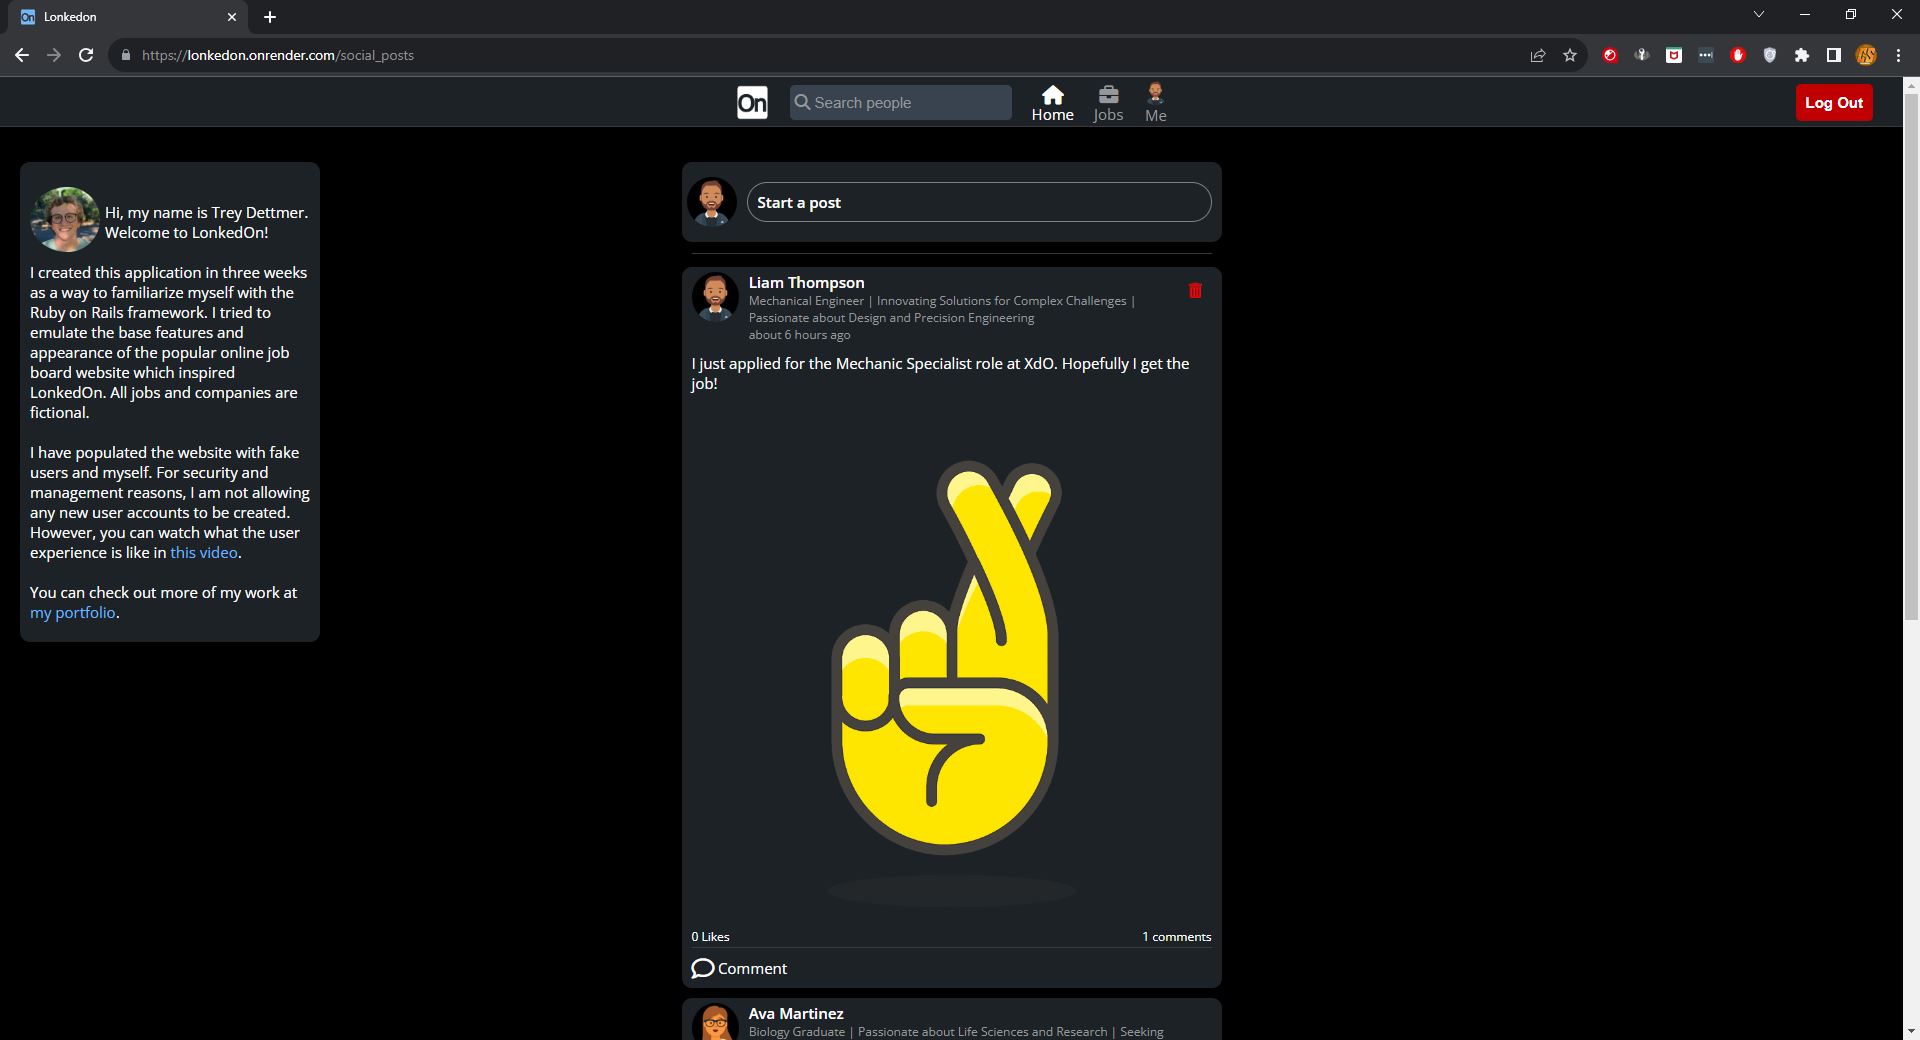 On
Lonkedon
https://lonkedon.onrender.com/social_posts
On
Search people
Home
Jobs
Me
Log Out
Hi, my name is Trey Dettmer.
Welcome to LonkedOn!
I created this application in three weeks
as a way to familiarize myself with the
Ruby on Rails framework. I tried to
emulate the base features and
appearance of the popular online job
board website which inspired
LonkedOn. All jobs and companies are
fictional.
I have populated the website with fake
users and myself. For security and
management reasons, I am not allowing
any new user accounts to be created.
However, you can watch what the user
experience is like in this video.
You can check out more of my work at
my portfolio.
Start a post
Liam Thompson
Mechanical Engineer | Innovating Solutions for Complex Challenges |
Passionate about Design and Precision Engineering
about 6 hours ago
I just applied for the Mechanic Specialist role at XdO. Hopefully I get the
job!
0 Likes
1 comments
Comment
Ava Martinez
Biology Graduate | Passionate about Life Sciences and Research | Seeking